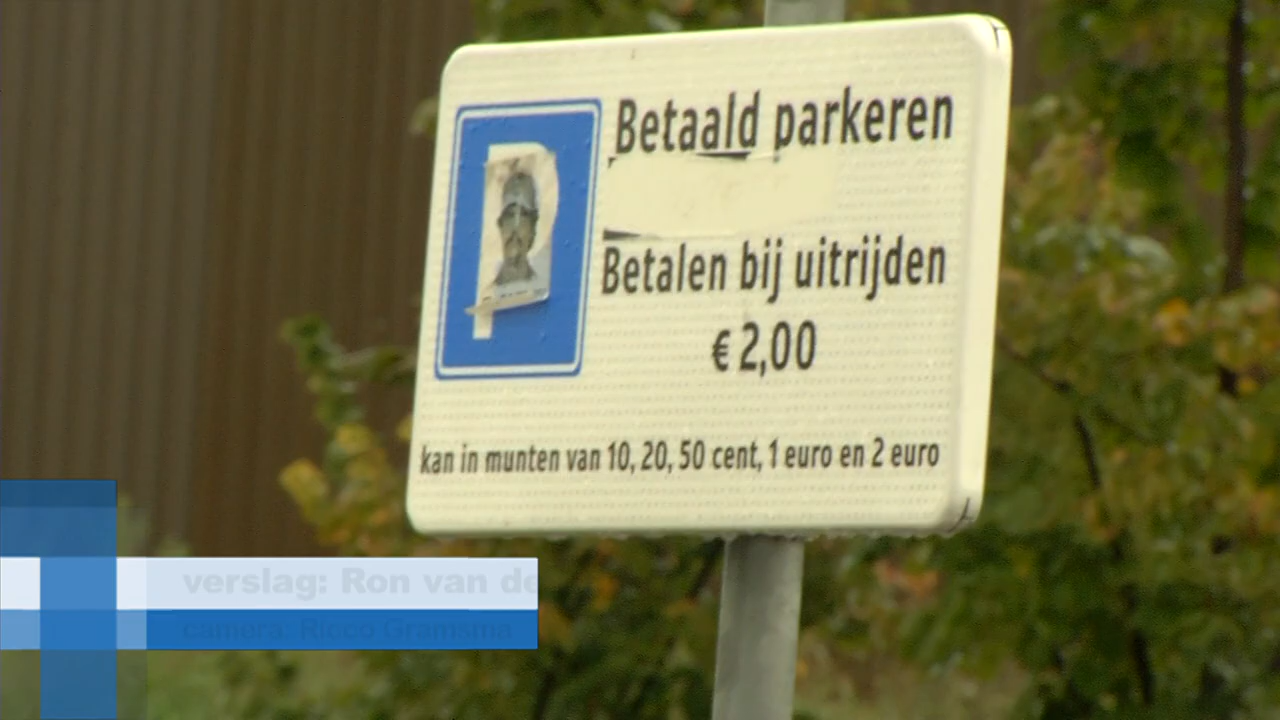 P
Betaald parkeren
Betalen bij uitrijden
€ 2,00
kan in munten van 10, 20, 50 cent, 1 euro en 2 euro
verslag: Ron van de
camera: Ricco Gramsma